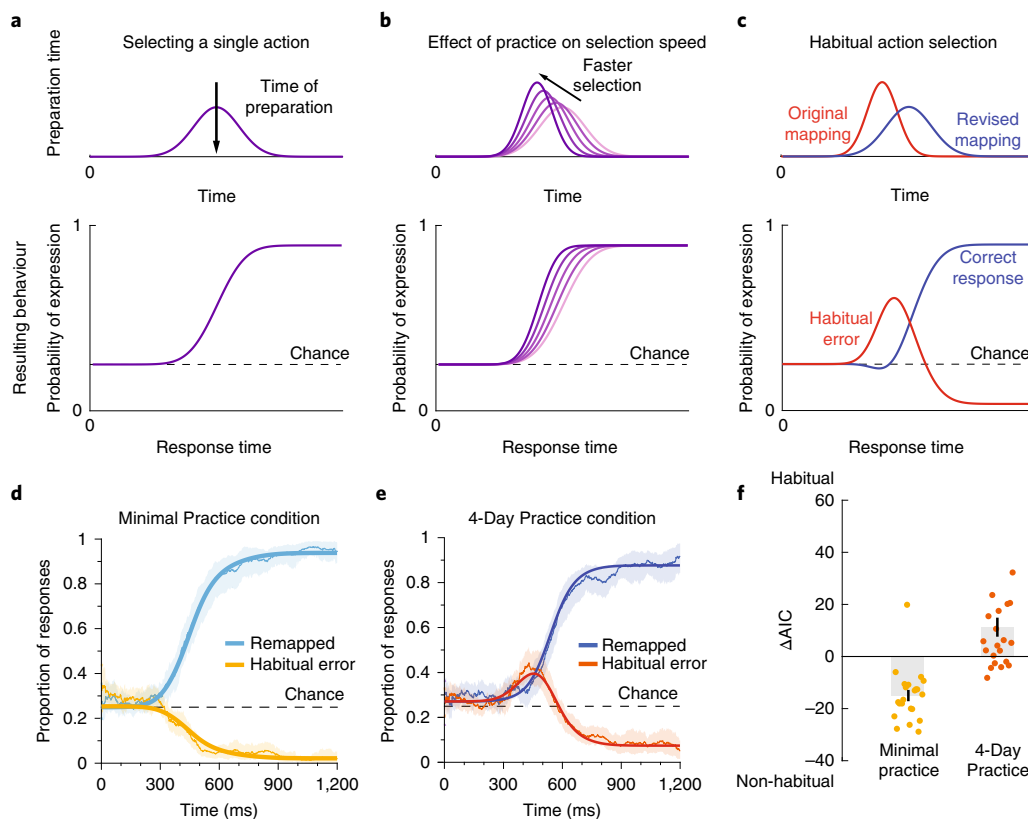 a
Selecting a single action
Preparation time
Time of
preparation
0
Time
b
Effect of practice on selection speed
Faster
selection
0
Time
c
Habitual action selection
Original
mapping
Revised
mapping
0
Time
Resulting behaviour
Probability of expression
1
0
Chance
0
Response time
Probability of expression
1
0
Chance
0
Response time
Probability of expression
1
0
Correct
response
Habitual
error
Chance
0
Response time
d
Minimal Practice condition
Proportion of responses
1
0.8
0.6
0.4
0.2
0
Remapped
Habitual error
Chance
0 300 600 900 1,200
Time (ms)
e
4-Day Practice condition
Proportion of responses
1
0.8
0.6
0.4
0.2
0
Remapped
Habitual error
Chance
0 300 600 900 1,200
Time (ms)
f
Habitual
60
40
20
0
−20
−40
ΔAIC
Non-habitual
Minimal
practice
4-Day
Practice